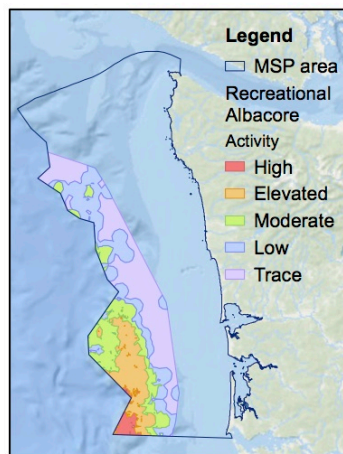 Legend
MSP area
Recreational
Albacore
Activity
High
Elevated
Moderate
Low
Trace